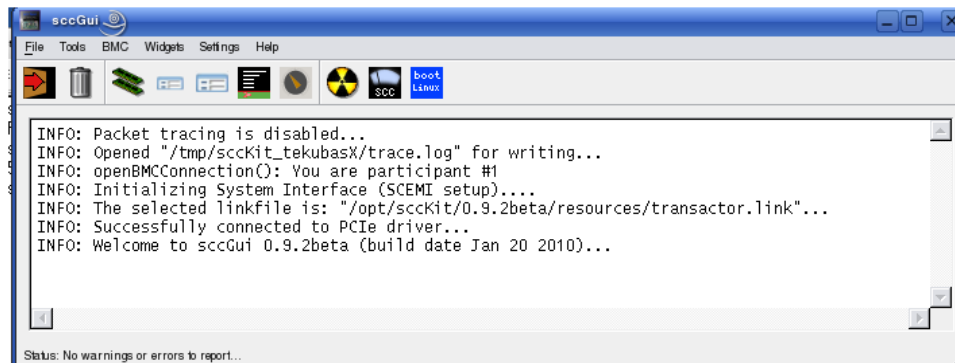 sccGui
File Tools BMC Widgets Settings Help
scc
boot
Linux
INFO: Packet tracing is disabled...
INFO: Opened "/tmp/sccKit_tekubasX/trace.log" for writing...
INFO: openBMCConnection(): You are participant #1
INFO: Initializing System Interface (SCEMI setup)....
INFO: The selected linkfile is: "/opt/sccKit/0.9.2beta/resources/transactor.link"...
INFO: Successfully connected to PCIe driver...
INFO: Welcome to sccGui 0.9.2beta (build date Jan 20 2010)...
Status: No warnings or errors to report...